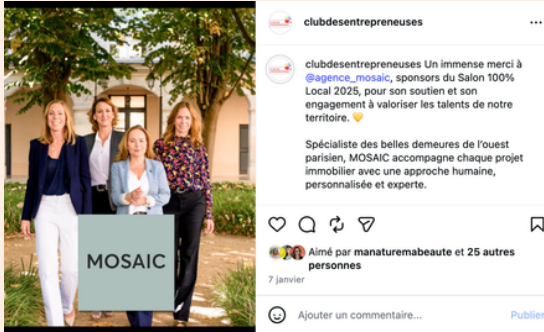 clubdesentrepreneuses
clubdesentrepreneuses Un immense merci à
@agence_mosaic, sponsors du Salon 100%
Local 2025, pour son soutien et son
engagement à valoriser les talents de notre
territoire. 💛
Spécialiste des belles demeures de l'ouest
parisien, MOSAIC accompagne chaque projet
immobilier avec une approche humaine,
personnalisée et experte.
MOSAIC
Aimé par manaturemabeaute et 25 autres
personnes
7 janvier
Ajouter un commentaire...
Publier